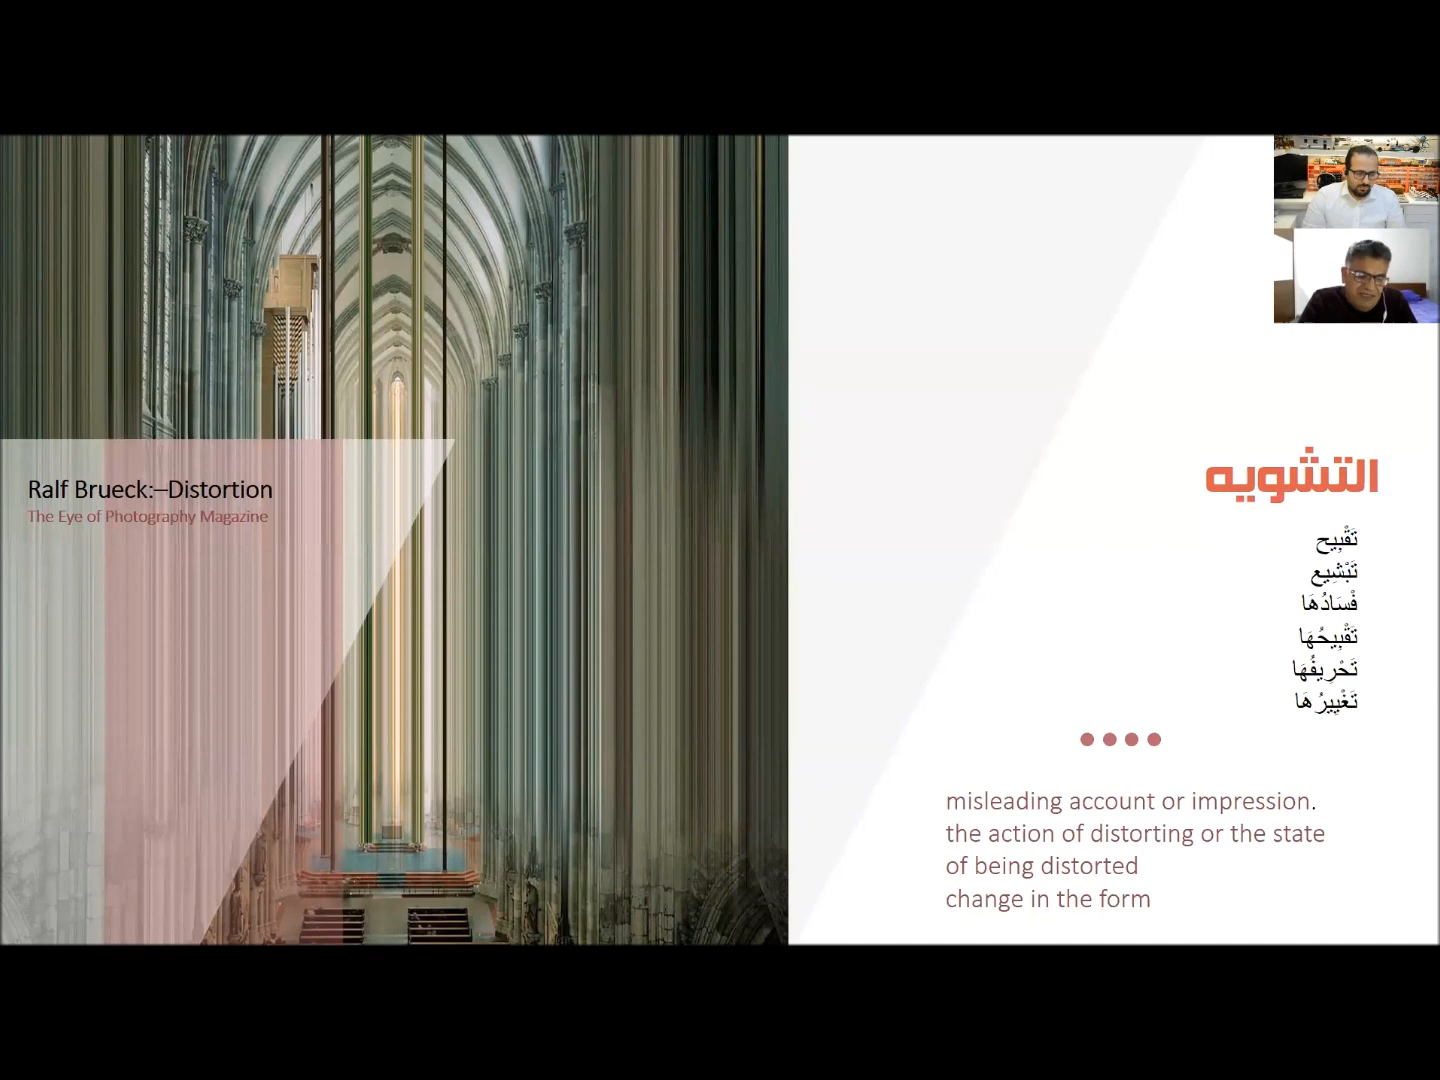 Ralf Brueck:–Distortion
The Eye of Photography Magazine
التشويه
تَقْبِيح
تَبْشِيع
فْسَادُهَا
تَقْبِيحُهَا
تَحْرِيفُهَا
تَغْيِيرُهَا
misleading account or impression.
the action of distorting or the state
of being distorted
change in the form